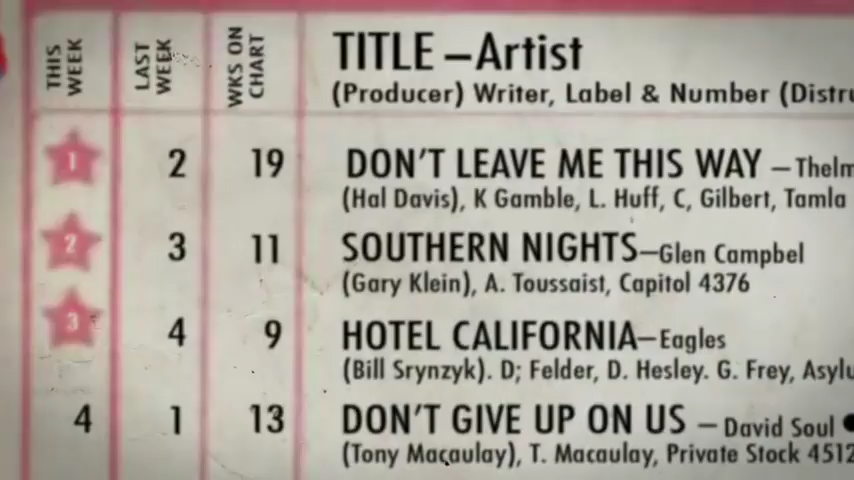 THIS WEEK LAST WEEK WKS ON CHART TITLE –Artist
(Producer) Writer, Label & Number (Distr
1 2 19 DON'T LEAVE ME THIS WAY – Thelm
(Hal Davis), K Gamble, L. Huff, C, Gilbert, Tamla
2 3 11 SOUTHERN NIGHTS–Glen Campbel
(Gary Klein), A. Toussaist, Capitol 4376
3 4 9 HOTEL CALIFORNIA–Eagles
(Bill Srynzyk). D; Felder, D. Hesley. G. Frey, Asylu
4 1 13 DON'T GIVE UP ON US – David Soul
(Tony Macaulay), T. Macaulay, Private Stock 4512